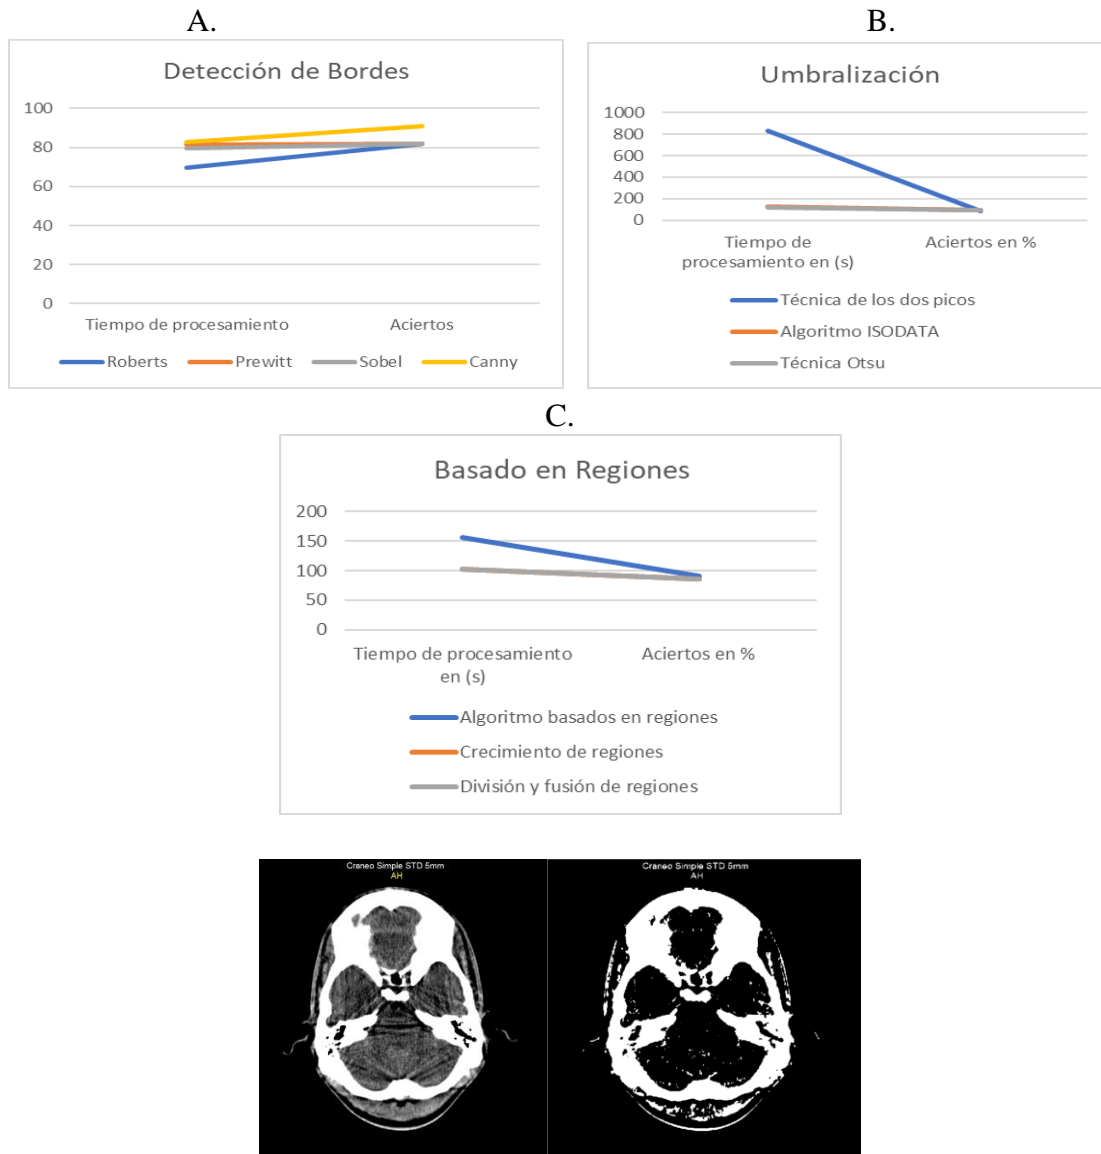 A.
B.
Detección de Bordes
100
80
60
40
20
0
Tiempo de procesamiento
Aciertos
Roberts
Prewitt
Sobel
Canny
Umbralización
1000
800
600
400
200
0
Tiempo de
procesamiento en (s)
Aciertos en %
Técnica de los dos picos
Algoritmo ISODATA
Técnica Otsu
C.
Basado en Regiones
200
150
100
50
0
Tiempo de procesamiento
en (s)
Aciertos en %
Algoritmo basados en regiones
Crecimiento de regiones
División y fusión de regiones
Craneo Simple STD 5mm
AH
Craneo Simple STD 5mm
AH